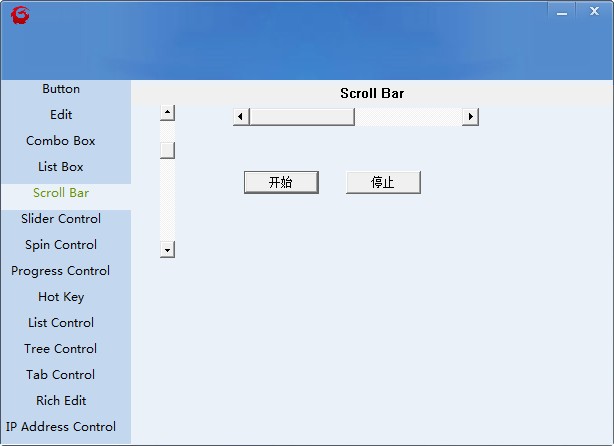 Button
Edit
Combo Box
List Box
Scroll Bar
Slider Control
Spin Control
Progress Control
Hot Key
List Control
Tree Control
Tab Control
Rich Edit
IP Address Control
Scroll Bar
开始
停止